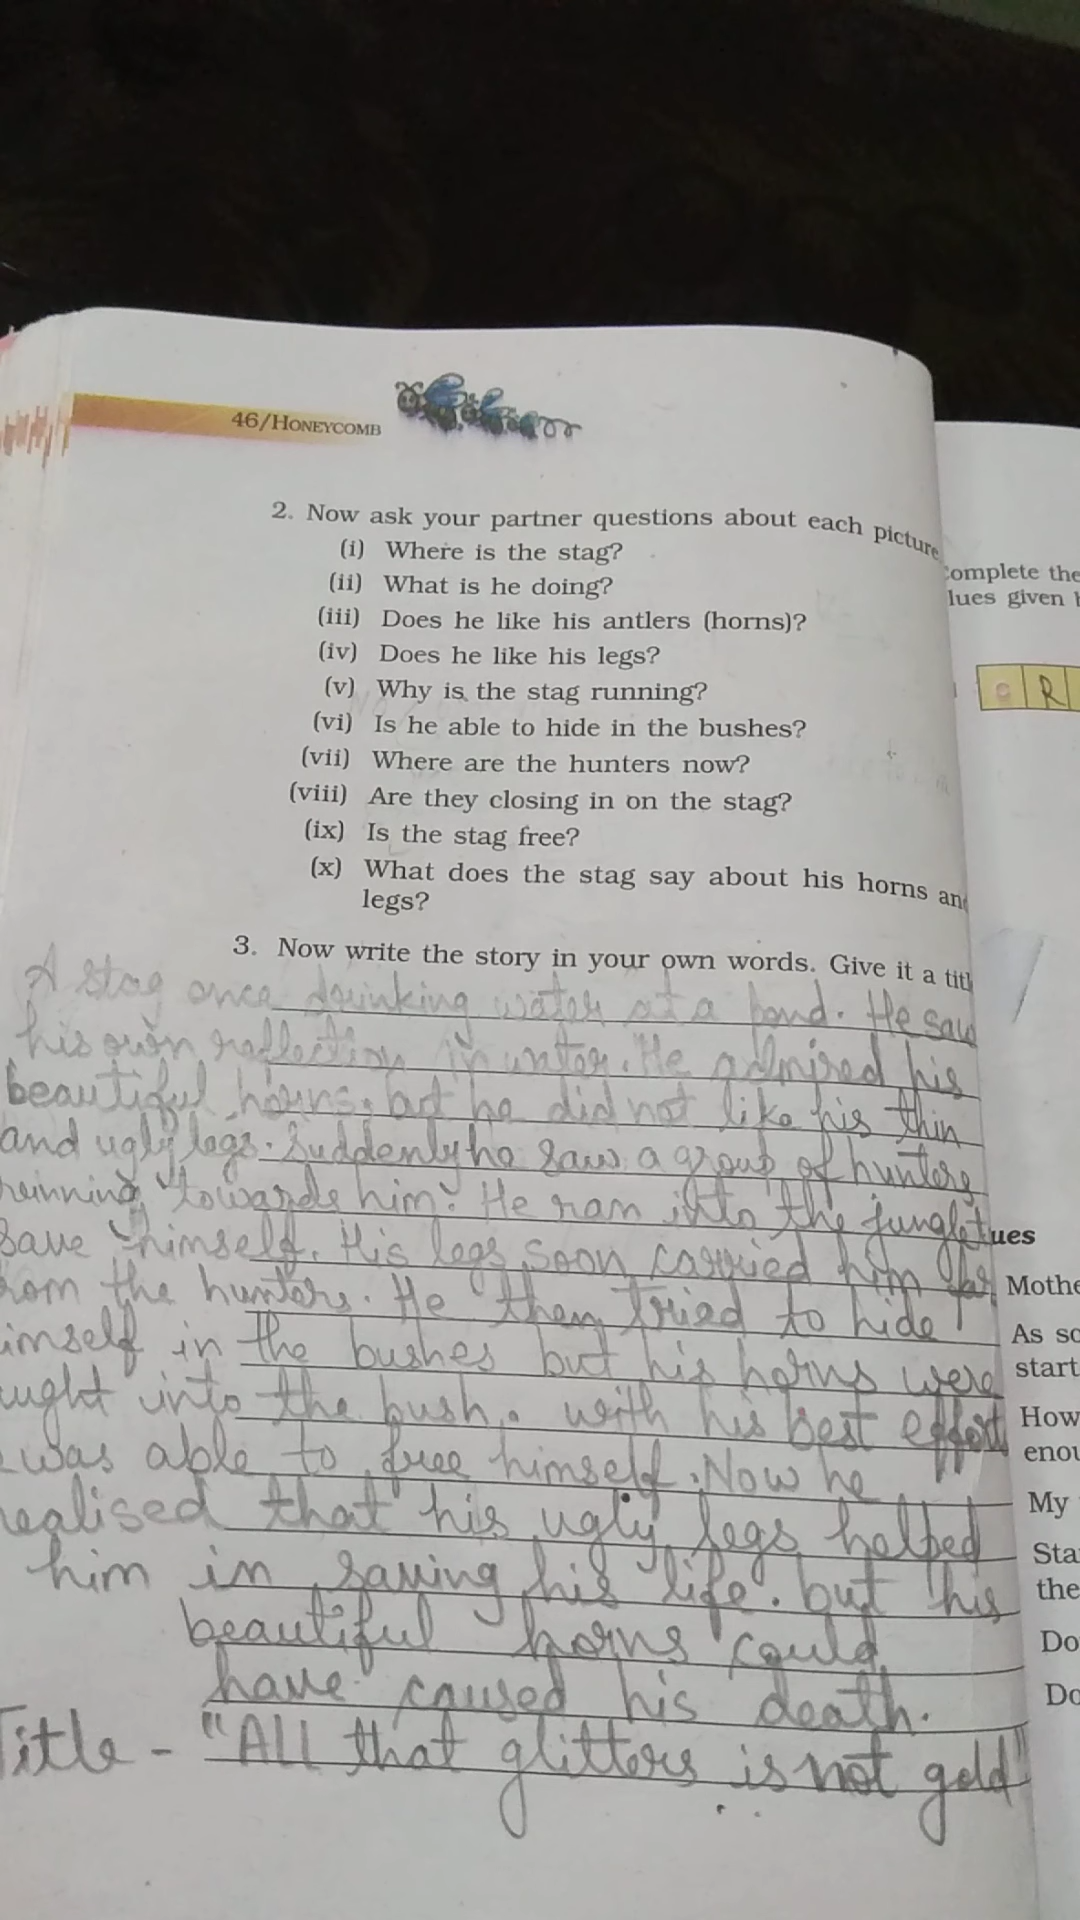 46/HONEYCOMB
2. Now ask your partner questions about each picture
(i) Where is the stag?
(ii) What is he doing?
(iii) Does he like his antlers (horns)?
(iv) Does he like his legs?
(v) Why is the stag running?
(vi) Is he able to hide in the bushes?
(vii) Where are the hunters now?
(viii) Are they closing in on the stag?
(ix) Is the stag free?
(x) What does the stag say about his horns and
legs?
3. Now write the story in your own words. Give it a titl
A stag once drinking water at a pond. He saw
his own reflection in water. He admired his
beautiful horns, but he did not like his thin
and ugly legs. Suddenly he saw a group of hunters
running towards him. He ran into the jungle t
save himself. His legs soon carried him far
rom the hunters. He then tried to hide
imself in the bushes but his horns were
ught into the bush. with his best effort
was able to free himself. Now he
realised that his ugly legs helped
him in saving his life. but his
beautiful horns could
have caused his death.
Title - "All that glitters is not gold"
omplete the
lues given
R
ues
Mothe
As so
start
How
enou
My
Sta
the
Do
Do